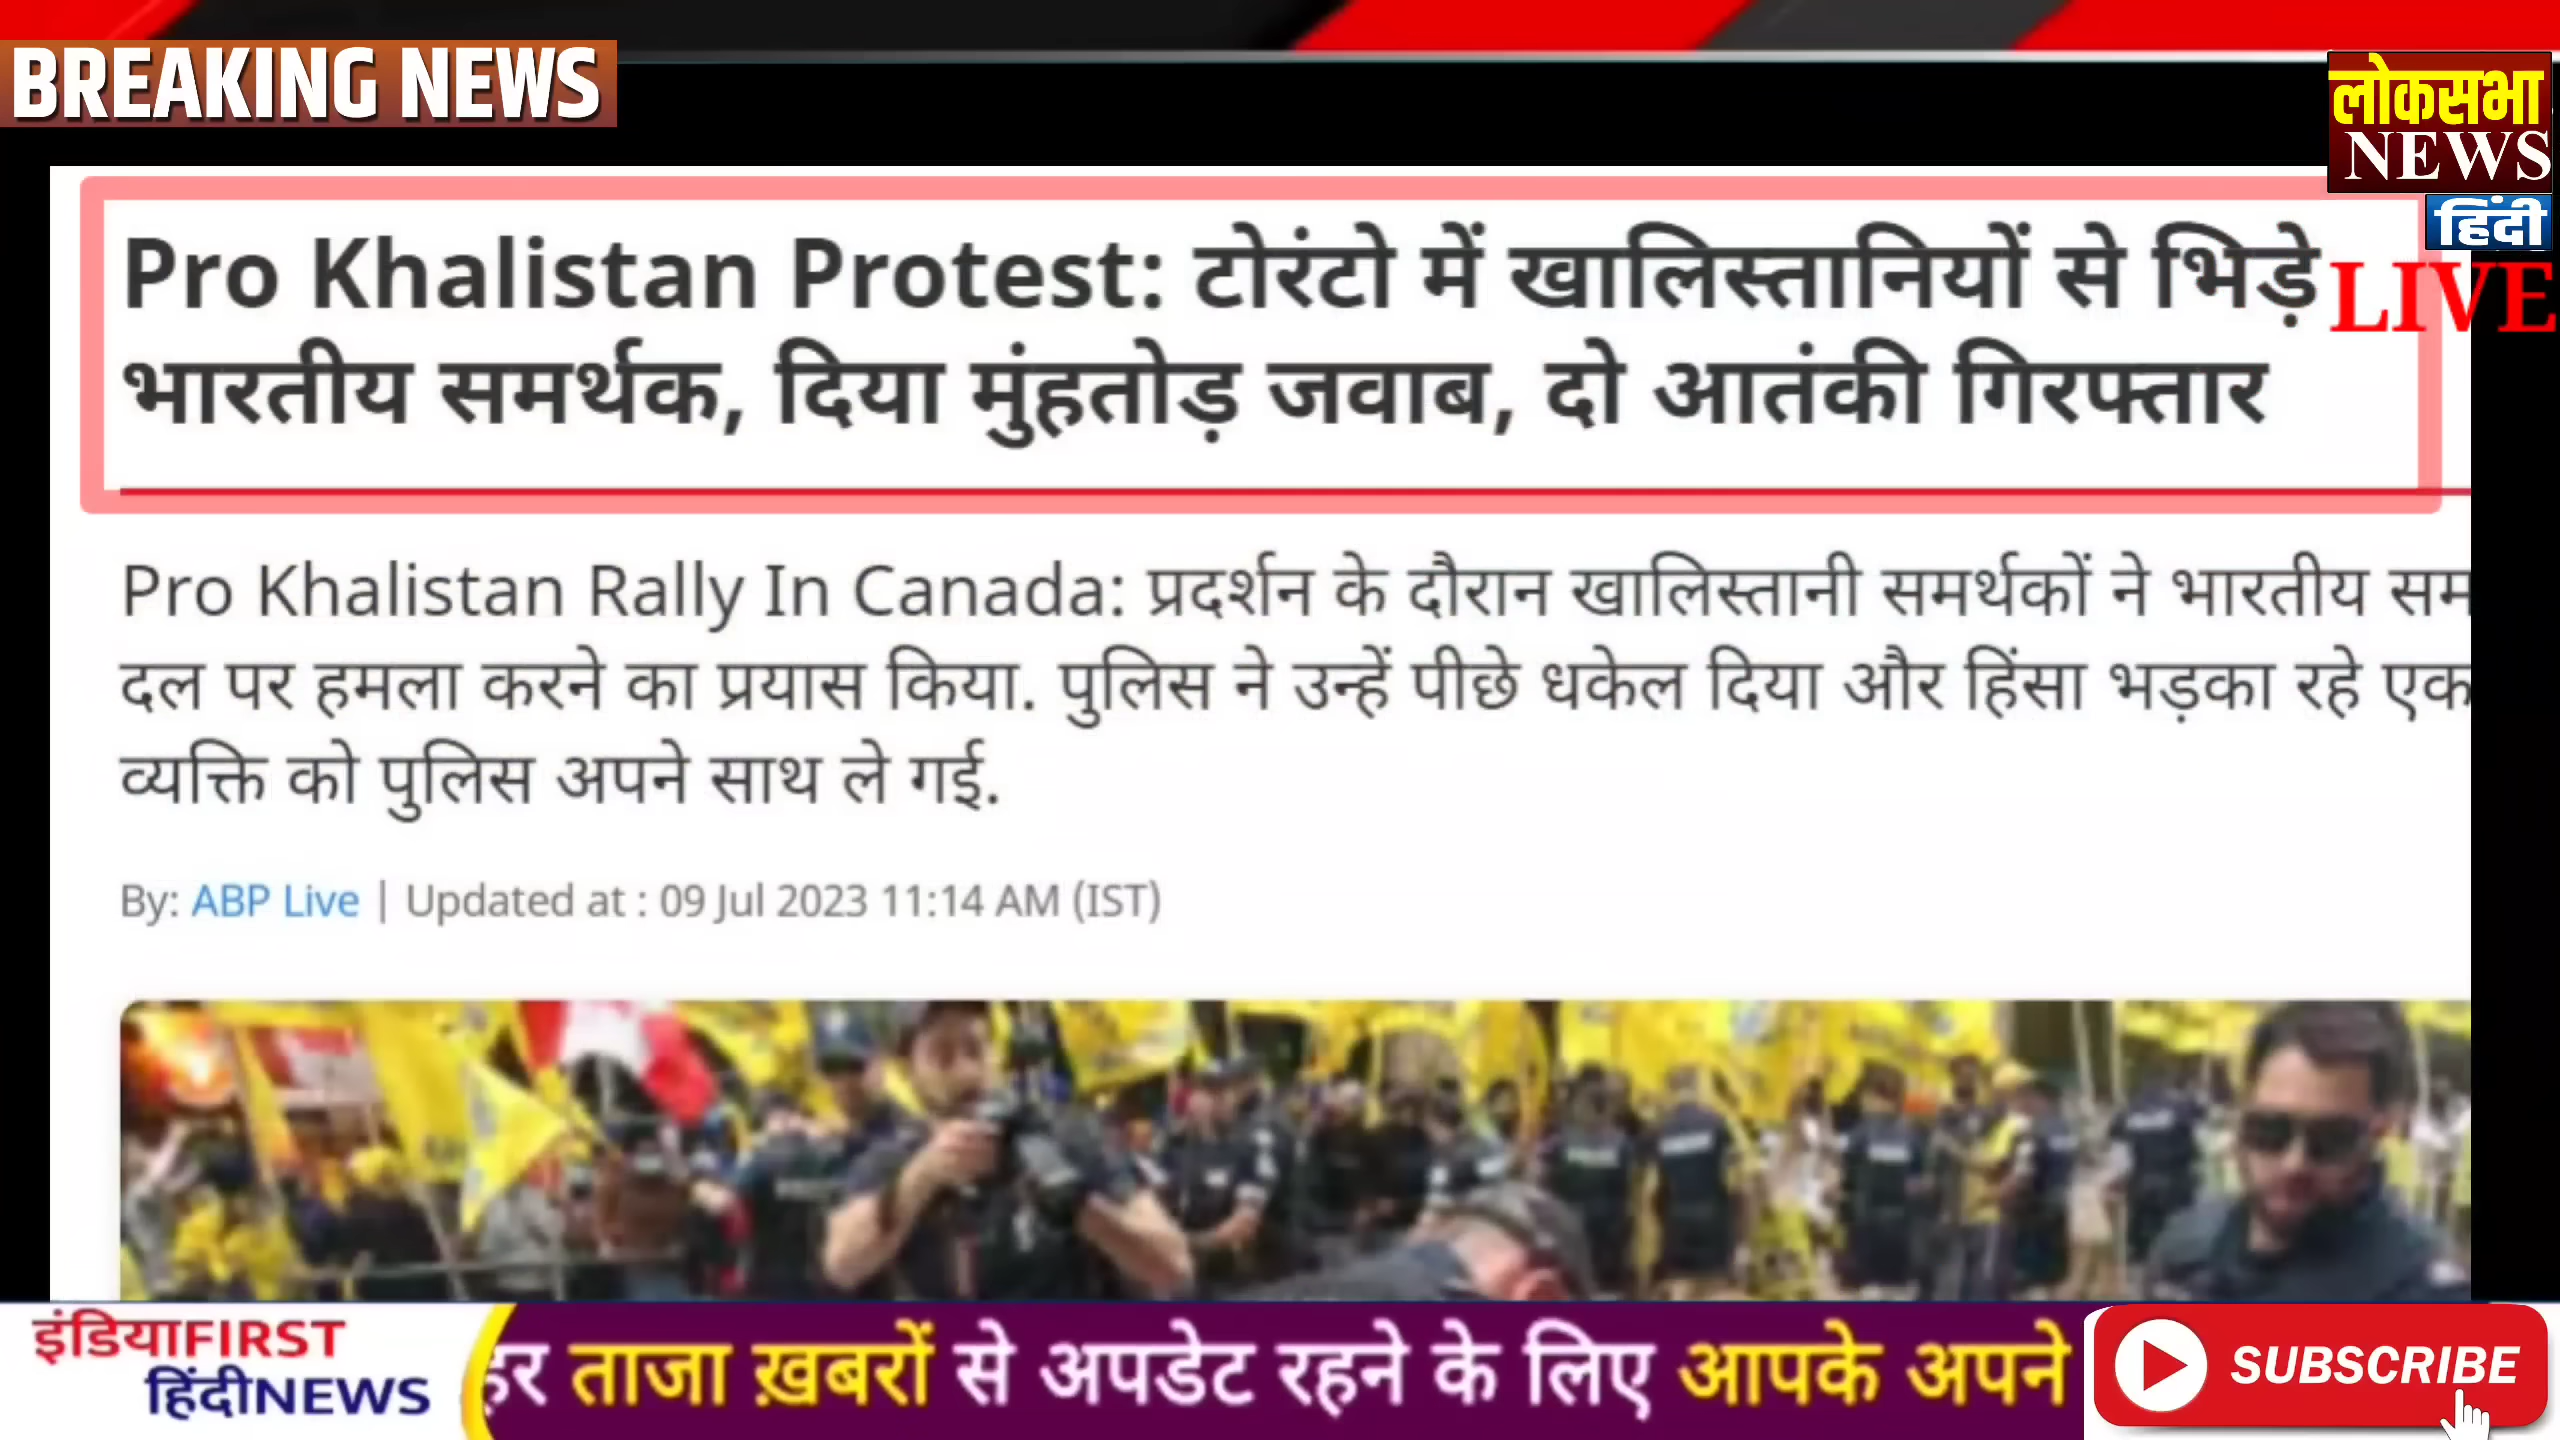 BREAKING NEWS
लोकसभा
NEWS
हिंदी
LIVE
Pro Khalistan Protest: टोरंटो में खालिस्तानियों से भिड़े
भारतीय समर्थक, दिया मुंहतोड़ जवाब, दो आतंकी गिरफ्तार
Pro Khalistan Rally In Canada: प्रदर्शन के दौरान खालिस्तानी समर्थकों ने भारतीय सम
दल पर हमला करने का प्रयास किया. पुलिस ने उन्हें पीछे धकेल दिया और हिंसा भड़का रहे एक
व्यक्ति को पुलिस अपने साथ ले गई.
By: ABP Live | Updated at : 09 Jul 2023 11:14 AM (IST)
इंडियाFIRST
हिंदीNEWS
हर ताजा ख़बरों से अपडेट रहने के लिए आपके अपने
SUBSCRIBE